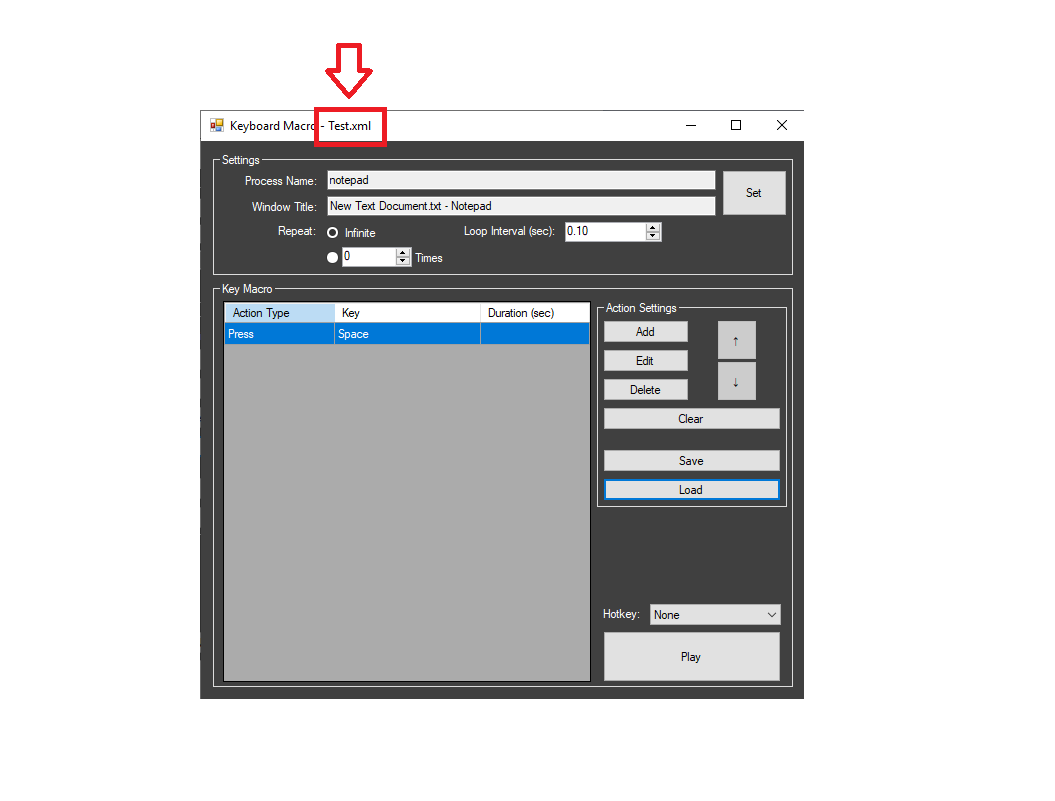 Keyboard Macro - Test.xml
Settings
Process Name: notepad
Set
Window Title: New Text Document.txt - Notepad
Repeat: Infinite Loop Interval (sec): 0.10
0 Times
Key Macro
Action Type Key Duration (sec)
Press Space
Action Settings
Add
↑
Edit
Delete
↓
Clear
Save
Load
Hotkey: None
Play